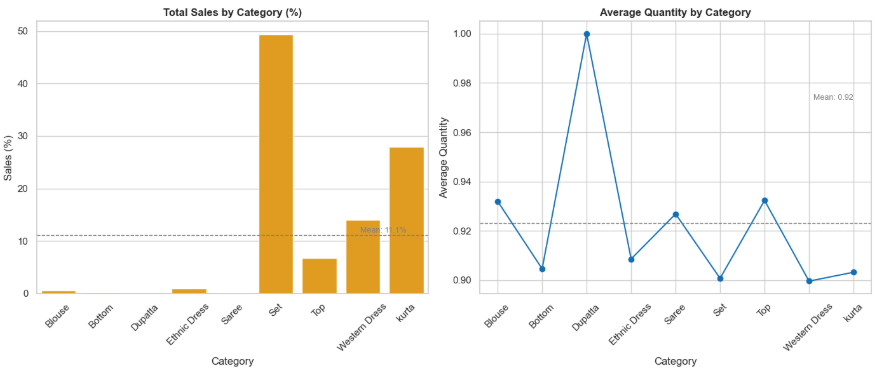 Total Sales by Category (%)
Sales (%)
50
40
30
20
10
0
Mean: 11.1%
Blouse
Bottom
Dupatta
Ethnic Dress
Saree
Set
Top
Western Dress
kurta
Category
Average Quantity by Category
Average Quantity
1.00
0.98
0.96
0.94
0.92
0.90
Mean: 0.92
Blouse
Bottom
Dupatta
Ethnic Dress
Saree
Set
Top
Western Dress
kurta
Category